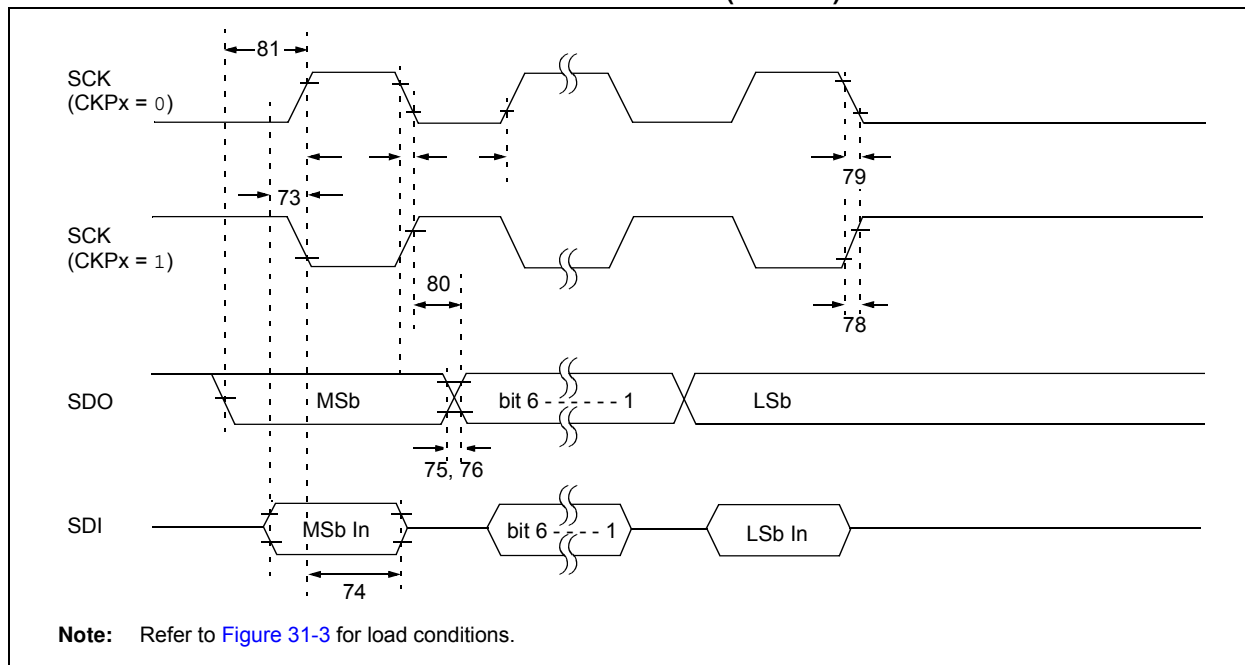 81
SCK
(CKPx = 0)
79
73
SCK
(CKPx = 1)
80
78
SDO
MSb
bit 6 - - - - - - 1
LSb
75, 76
SDI
MSb In
bit 6 - - - - 1
LSb In
74
Note: Refer to Figure 31-3 for load conditions.